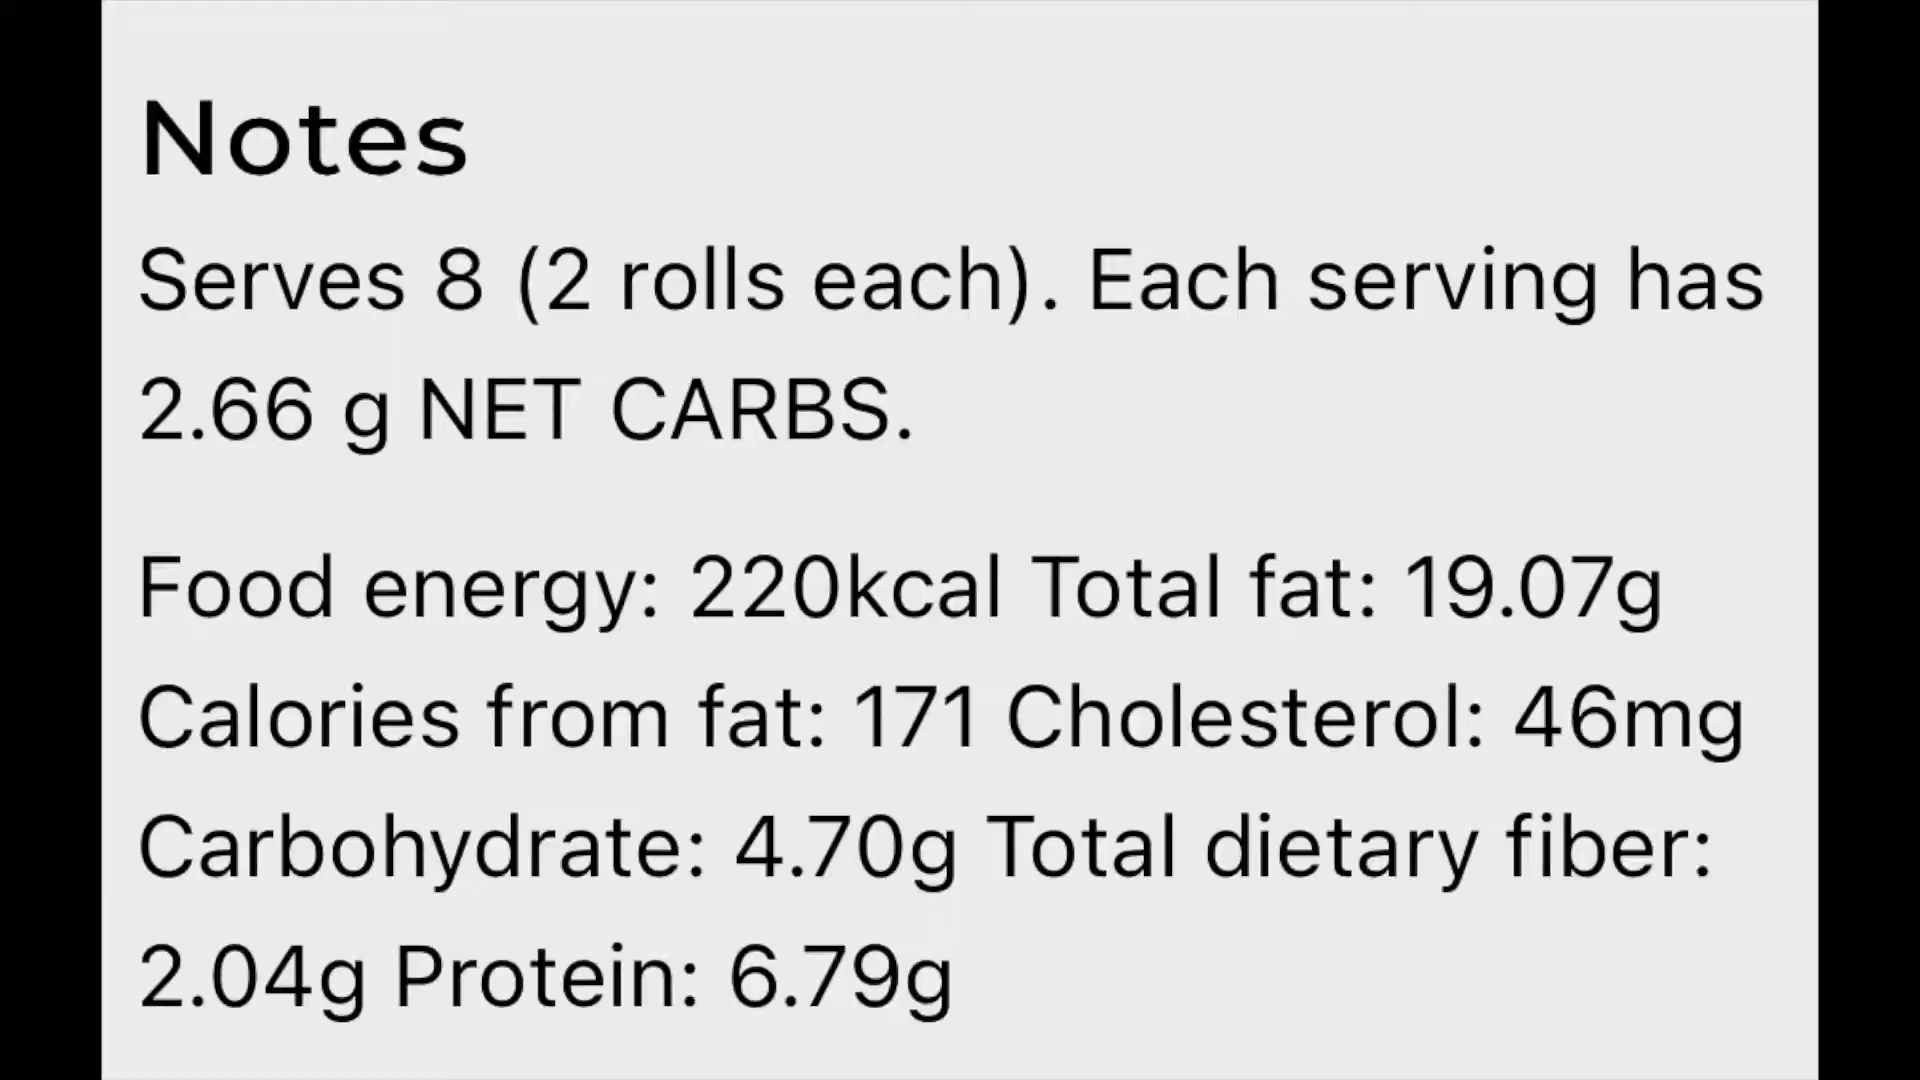 Notes
Serves 8 (2 rolls each). Each serving has
2.66 g NET CARBS.
Food energy: 220kcal Total fat: 19.07g
Calories from fat: 171 Cholesterol: 46mg
Carbohydrate: 4.70g Total dietary fiber:
2.04g Protein: 6.79g